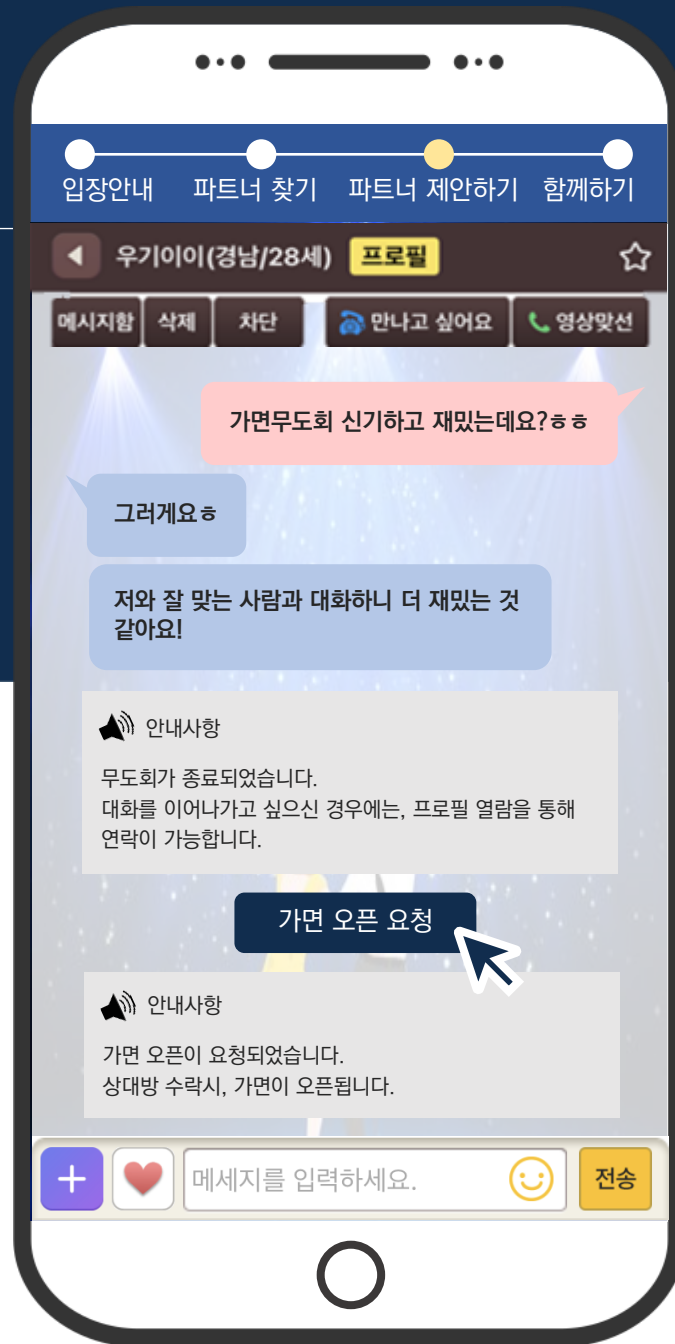 입장안내 파트너 찾기 파트너 제안하기 함께하기
우기이이(경남/28세) 프로필
메시지함 삭제 차단 만나고 싶어요 영상맞선
가면무도회 신기하고 재밌는데요?ㅎㅎ
그러게요ㅎ
저와 잘 맞는 사람과 대화하니 더 재밌는 것
같아요!
안내사항
무도회가 종료되었습니다.
대화를 이어나가고 싶으신 경우에는, 프로필 열람을 통해
연락이 가능합니다.
가면 오픈 요청
안내사항
가면 오픈이 요청되었습니다.
상대방 수락시, 가면이 오픈됩니다.
메세지를 입력하세요. 전송